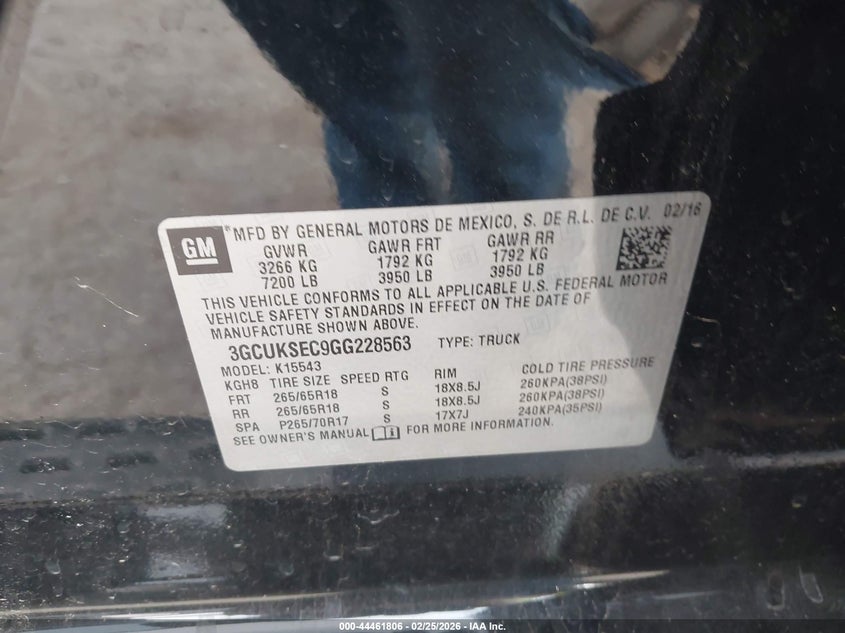 GM
*MFD BY GENERAL MOTORS DE MEXICO, S. DE R.L. DE C.V. 02/16
GVWR GAWR FRT GAWR RR
3266 KG 1792 KG 1792 KG
7200 LB 3950 LB 3950 LB
THIS VEHICLE CONFORMS TO ALL APPLICABLE U.S. FEDERAL MOTOR
VEHICLE SAFETY STANDARDS IN EFFECT ON THE DATE OF
MANUFACTURE SHOWN ABOVE.
3GCUKSEC9GG228563 TYPE: TRUCK
MODEL: K15543
KGH8 TIRE SIZE SPEED RTG RIM COLD TIRE PRESSURE
FRT 265/65R18 S 18X8.5J 260KPA(38PSI)
RR 265/65R18 S 18X8.5J 260KPA(38PSI)
SPA P265/70R17 S 17X7J 240KPA(35PSI)
SEE OWNER'S MANUAL FOR MORE INFORMATION.
000-44461806 - 02/25/2026 - IAA Inc.